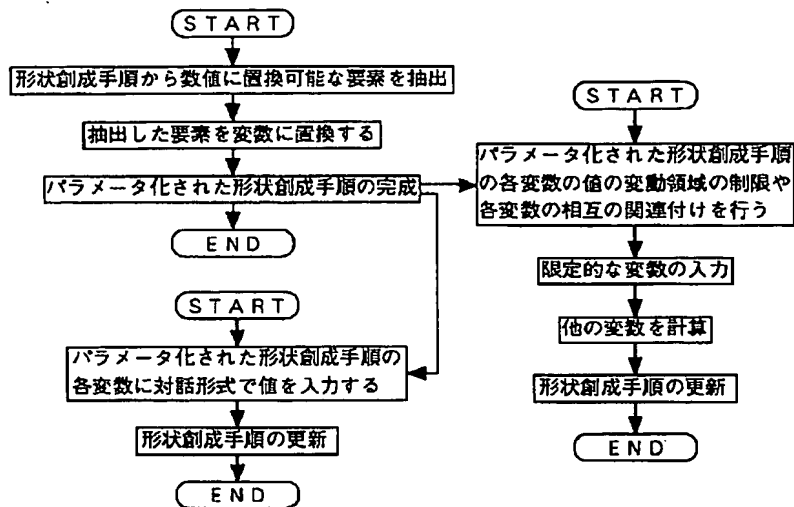 START
形状創成手順から数値に置換可能な要素を抽出
抽出した要素を変数に置換する
パラメータ化された形状創成手順の完成
END
START
パラメータ化された形状創成手順の
各変数に対話形式で値を入力する
形状創成手順の更新
END
START
パラメータ化された形状創成手順
の各変数の値の変動領域の制限や
各変数の相互の関連付けを行う
限定的な変数の入力
他の変数を計算
形状創成手順の更新
END